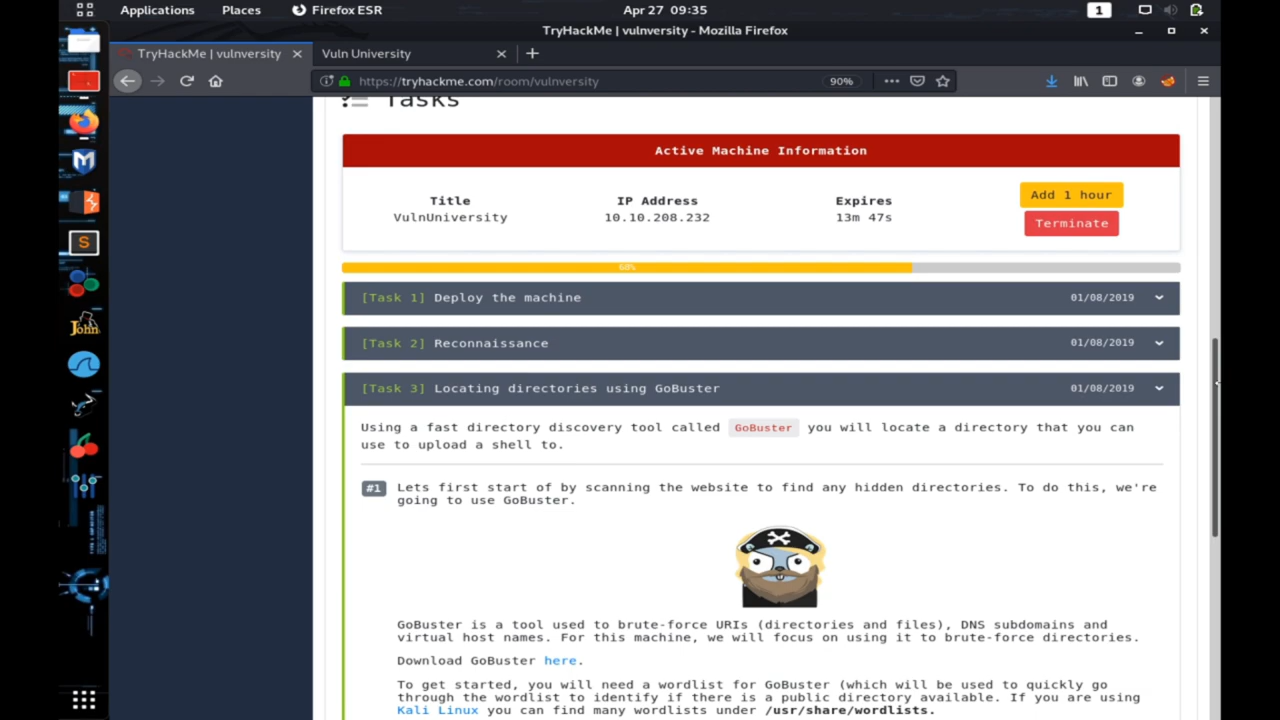 Applications Places Firefox ESR Apr 27 09:35 1
TryHackMe | vulnversity - Mozilla Firefox
TryHackMe | vulnversity Vuln University
https://tryhackme.com/room/vulnversity 90%
Tasks
Active Machine Information
Title IP Address Expires Add 1 hour
VulnUniversity 10.10.208.232 13m 47s
Terminate
68%
[Task 1] Deploy the machine 01/08/2019
[Task 2] Reconnaissance 01/08/2019
[Task 3] Locating directories using GoBuster 01/08/2019
Using a fast directory discovery tool called GoBuster you will locate a directory that you can
use to upload a shell to.
#1 Lets first start of by scanning the website to find any hidden directories. To do this, we're
going to use GoBuster.
GoBuster is a tool used to brute-force URIs (directories and files), DNS subdomains and
virtual host names. For this machine, we will focus on using it to brute-force directories.
Download GoBuster here.
To get started, you will need a wordlist for GoBuster (which will be used to quickly go
through the wordlist to identify if there is a public directory available. If you are using
Kali Linux you can find many wordlists under /usr/share/wordlists.
John
S